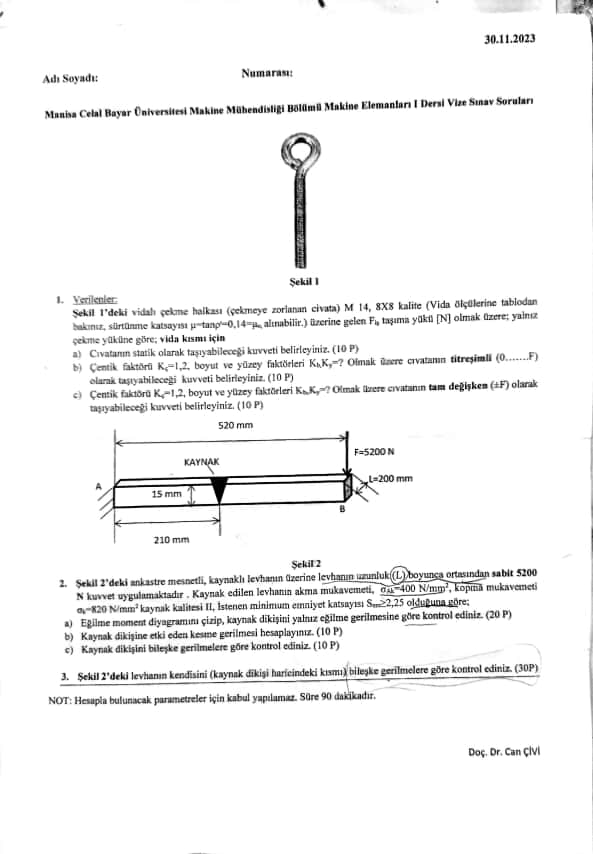 30.11.2023
Adı Soyadı:
Numarası:
Manisa Celal Bayar Üniversitesi Makine Mühendisliği Bölümü Makine Elemanları I Dersi Vize Sınav Soruları
Şekil 1
1. Verilenler:
Şekil 1'deki vidalı çekme halkası (çekmeye zorlanan civata) M 14, 8X8 kalite (Vida ölçülerine tablodan
bakınız, sürtünme katsayısı μ=tanρ'=0,14=μₐ alınabilir.) üzerine gelen Fₕ taşıma yükü [N] olmak üzere; yalnız
çekme yüküne göre; vida kısmı için
a) Cıvatanın statik olarak taşıyabileceği kuvveti belirleyiniz. (10 P)
b) Çentik faktörü Kç=1,2, boyut ve yüzey faktörleri Kb,Ky=? Olmak üzere cıvatanın titreşimli (0.......F)
olarak taşıyabileceği kuvveti belirleyiniz. (10 P)
c) Çentik faktörü Kç=1,2, boyut ve yüzey faktörleri Kb,Ky=? Olmak üzere cıvatanın tam değişken (±F) olarak
taşıyabileceği kuvveti belirleyiniz. (10 P)
520 mm
F=5200 N
KAYNAK
L=200 mm
A
15 mm
B
210 mm
Şekil 2
2. Şekil 2'deki ankastre mesnetli, kaynaklı levhanın üzerine levhanın uzunluk (L) boyunca ortasından sabit 5200
N kuvvet uygulamaktadır . Kaynak edilen levhanın akma mukavemeti, σAk=400 N/mm², kopma mukavemeti
σk=820 N/mm² kaynak kalitesi II, İstenen minimum emniyet katsayısı Sem≥2,25 olduğuna göre;
a) Eğilme moment diyagramını çizip, kaynak dikişini yalnız eğilme gerilmesine göre kontrol ediniz. (20 P)
b) Kaynak dikişine etki eden kesme gerilmesi hesaplayınız. (10 P)
c) Kaynak dikişini bileşke gerilmelere göre kontrol ediniz. (10 P)
3. Şekil 2'deki levhanın kendisini (kaynak dikişi haricindeki kısmı) bileşke gerilmelere göre kontrol ediniz. (30P)
NOT: Hesapla bulunacak parametreler için kabul yapılamaz. Süre 90 dakikadır.
Doç. Dr. Can ÇİVİ